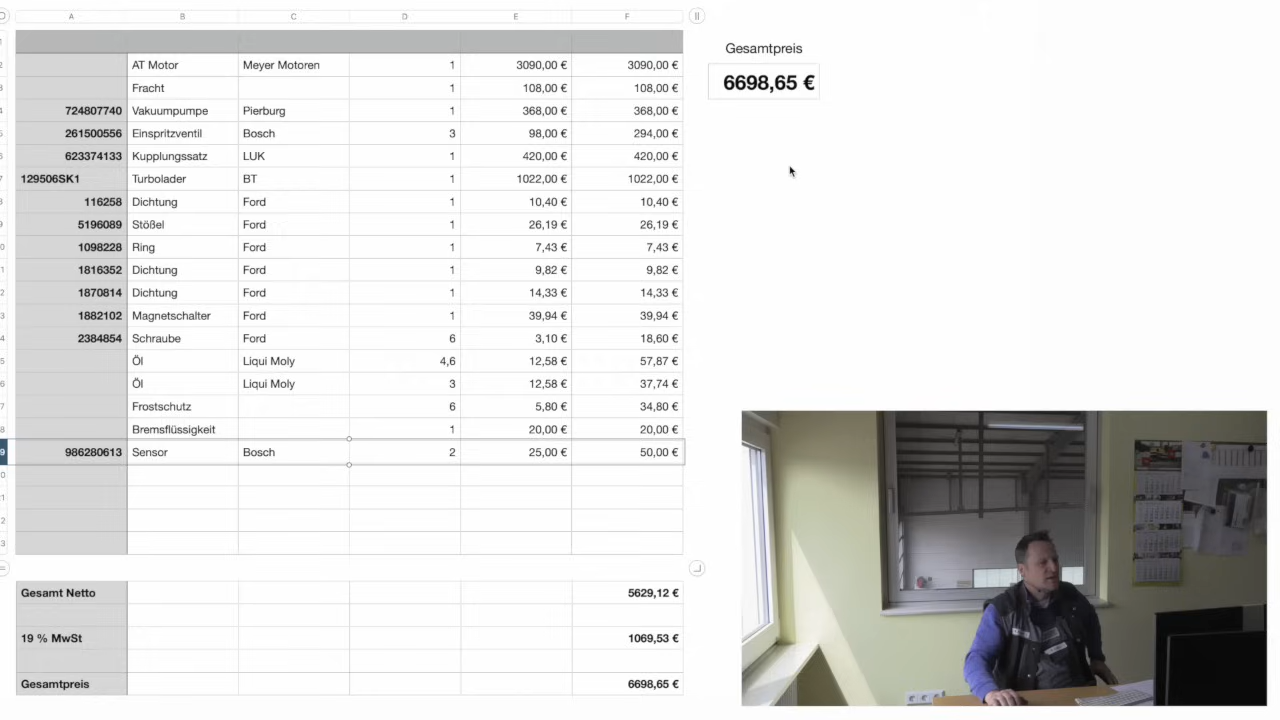 A B C D E F
Gesamtpreis
6698,65 €
AT Motor Meyer Motoren 1 3090,00 € 3090,00 €
Fracht 1 108,00 € 108,00 €
724807740 Vakuumpumpe Pierburg 1 368,00 € 368,00 €
261500556 Einspritzventil Bosch 3 98,00 € 294,00 €
623374133 Kupplungssatz LUK 1 420,00 € 420,00 €
129506SK1 Turbolader BT 1 1022,00 € 1022,00 €
116258 Dichtung Ford 1 10,40 € 10,40 €
5196089 Stößel Ford 1 26,19 € 26,19 €
1098228 Ring Ford 1 7,43 € 7,43 €
1816352 Dichtung Ford 1 9,82 € 9,82 €
1870814 Dichtung Ford 1 14,33 € 14,33 €
1882102 Magnetschalter Ford 1 39,94 € 39,94 €
2384854 Schraube Ford 6 3,10 € 18,60 €
Öl Liqui Moly 4,6 12,58 € 57,87 €
Öl Liqui Moly 3 12,58 € 37,74 €
Frostschutz 6 5,80 € 34,80 €
Bremsflüssigkeit 1 20,00 € 20,00 €
986280613 Sensor Bosch 2 25,00 € 50,00 €
Gesamt Netto 5629,12 €
19 % MwSt 1069,53 €
Gesamtpreis 6698,65 €